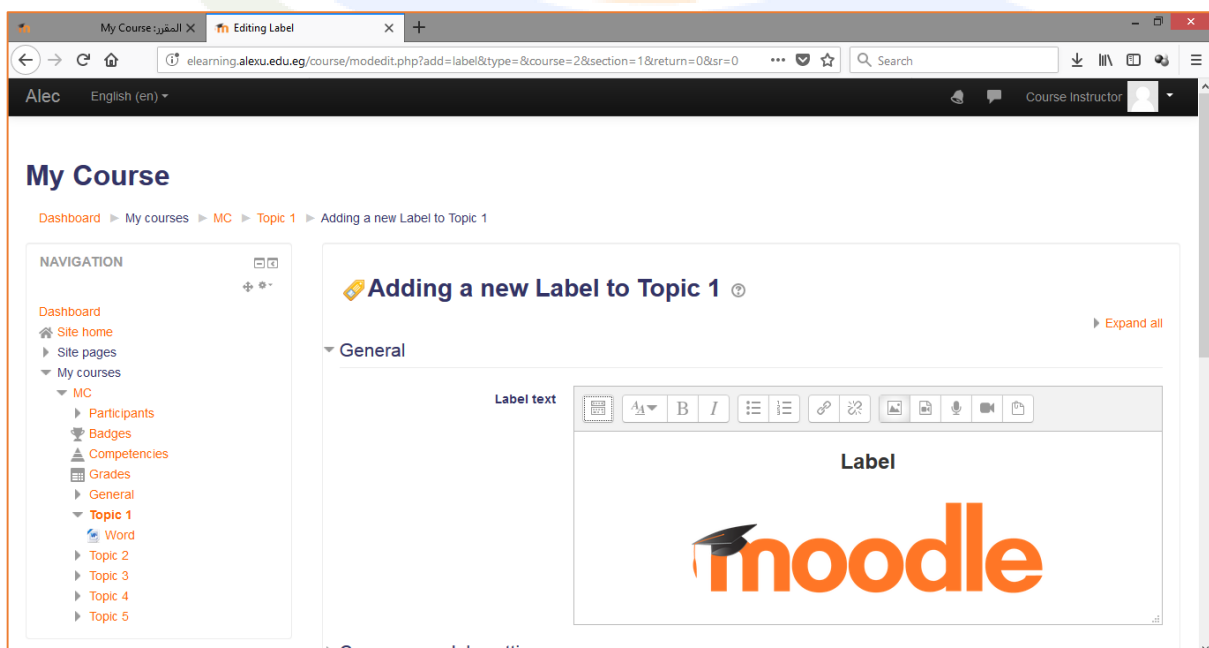 My Course :المقرر
Editing Label
elearning.alexu.edu.eg/course/modedit.php?add=label&type=&course=2&section=1&return=0&sr=0
Search
Alec English (en) Course Instructor
My Course
Dashboard My courses MC Topic 1 Adding a new Label to Topic 1
NAVIGATION
Dashboard
Site home
Site pages
My courses
MC
Participants
Badges
Competencies
Grades
General
Topic 1
Word
Topic 2
Topic 3
Topic 4
Topic 5
Adding a new Label to Topic 1
Expand all
General
Label text
B I
Label
moodle